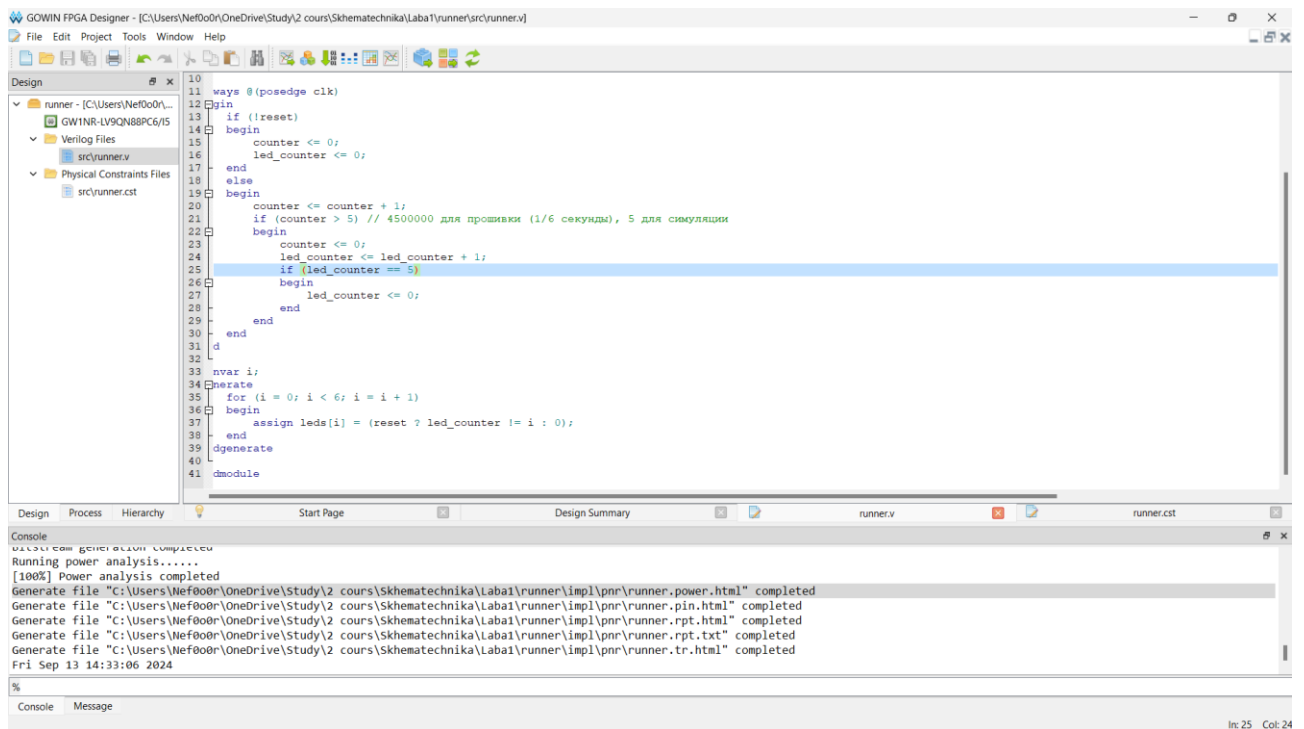 GOWIN FPGA Designer - [C:\Users\Nef0o0r\OneDrive\Study\2 cours\Skhematechnika\Laba1\runner\src\runner.v]
File Edit Project Tools Window Help
Design
runner - [C:\Users\Nef0o0r\...
GW1NR-LV9QN88PC6/I5
Verilog Files
src\runner.v
Physical Constraints Files
src\runner.cst
10
11 ways @(posedge clk)
12 gin
13 if (!reset)
14 begin
15 counter <= 0;
16 led_counter <= 0;
17 end
18 else
19 begin
20 counter <= counter + 1;
21 if (counter > 5) // 4500000 для прошивки (1/6 секунды), 5 для симуляции
22 begin
23 counter <= 0;
24 led_counter <= led_counter + 1;
25 if (led_counter == 5)
26 begin
27 led_counter <= 0;
28 end
29 end
30 end
31 d
32
33 nvar i;
34 nerate
35 for (i = 0; i < 6; i = i + 1)
36 begin
37 assign leds[i] = (reset ? led_counter != i : 0);
38 end
39 dgenerate
40
41 dmodule
Design Process Hierarchy Start Page Design Summary runner.v runner.cst
Console
Bitstream generation completed
Running power analysis......
[100%] Power analysis completed
Generate file "C:\Users\Nef0o0r\OneDrive\Study\2 cours\Skhematechnika\Laba1\runner\impl\pnr\runner.power.html" completed
Generate file "C:\Users\Nef0o0r\OneDrive\Study\2 cours\Skhematechnika\Laba1\runner\impl\pnr\runner.pin.html" completed
Generate file "C:\Users\Nef0o0r\OneDrive\Study\2 cours\Skhematechnika\Laba1\runner\impl\pnr\runner.rpt.html" completed
Generate file "C:\Users\Nef0o0r\OneDrive\Study\2 cours\Skhematechnika\Laba1\runner\impl\pnr\runner.rpt.txt" completed
Generate file "C:\Users\Nef0o0r\OneDrive\Study\2 cours\Skhematechnika\Laba1\runner\impl\pnr\runner.tr.html" completed
Fri Sep 13 14:33:06 2024
%
Console Message
In: 25 Col: 24